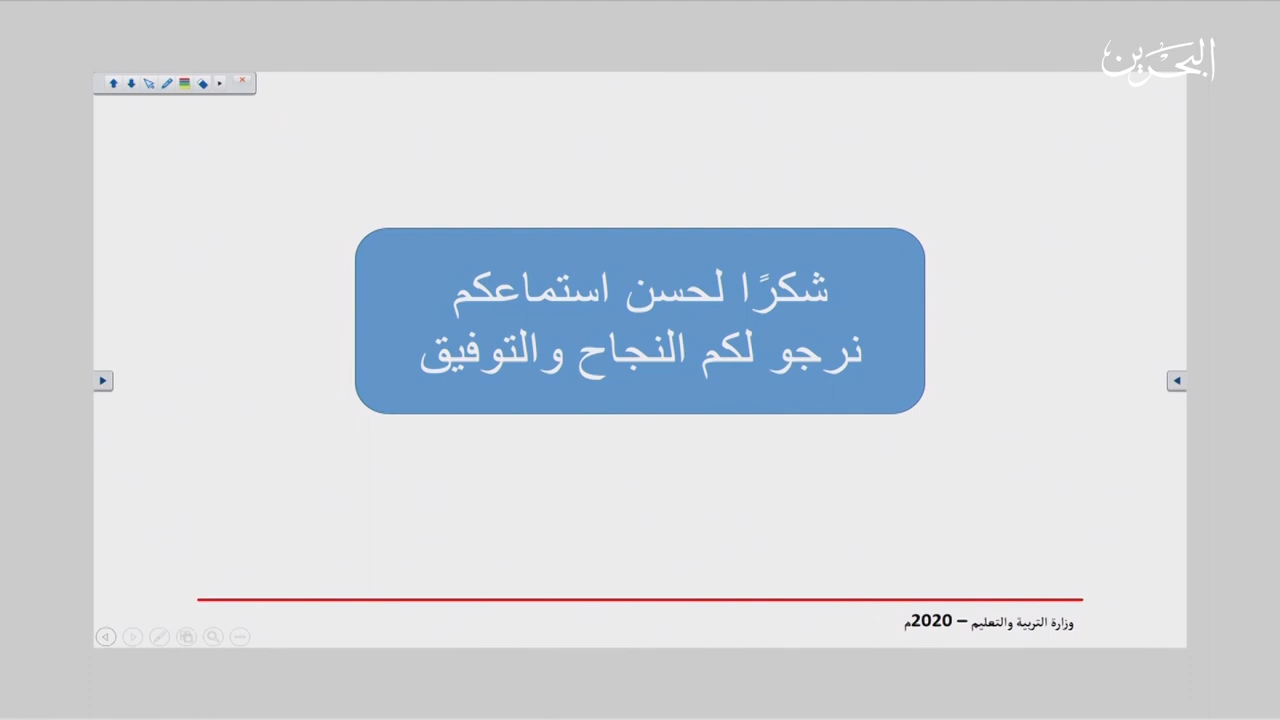 البحرين
شكرًا لحسن استماعكم
نرجو لكم النجاح والتوفيق
وزارة التربية والتعليم – 2020م